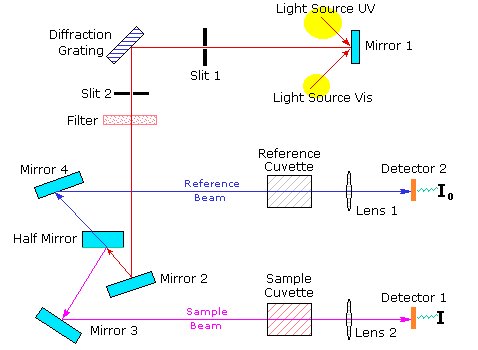 Light Source UV
Diffraction
Grating
Mirror 1
Slit 1
Slit 2
Light Source Vis
Filter
Reference
Cuvette
Mirror 4
Detector 2
Reference
Beam
I₀
Lens 1
Half Mirror
Mirror 2
Sample
Cuvette
Detector 1
Sample
Beam
I
Mirror 3
Lens 2